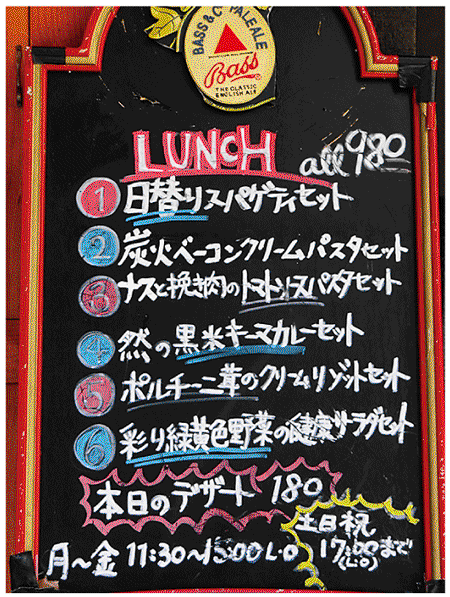 BASS & CO PALE ALE
Bass
THE CLASSIC
ENGLISH ALE
LUNCH all 980
1 日替りスパゲティセット
2 炭火ベーコンクリームパスタセット
3 ナスと挽き肉のトマトソースパスタセット
4 然の黒米キーマカレーセット
5 ポルチーニ茸のクリームリゾットセット
6 彩り緑黄色野菜の健康サラダセット
本日のデザート 180
土日祝
17:00まで
(L.O)
月〜金 11:30〜15:00 L.O